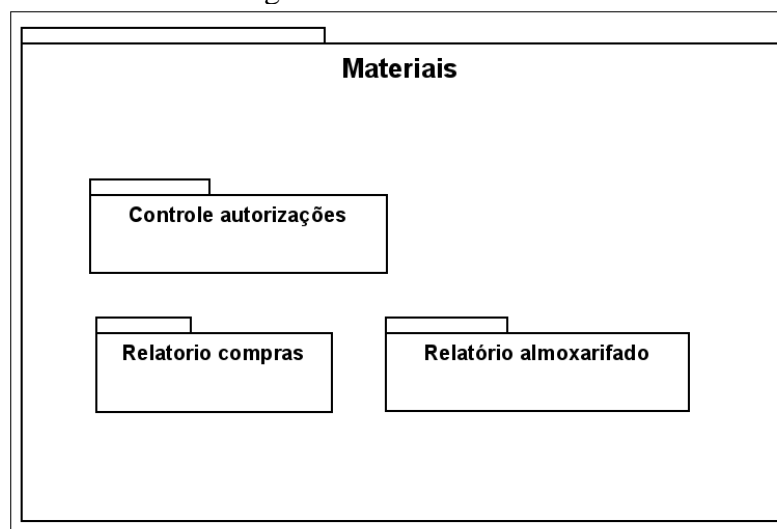 Materiais
Controle autorizações
Relatorio compras
Relatório almoxarifado